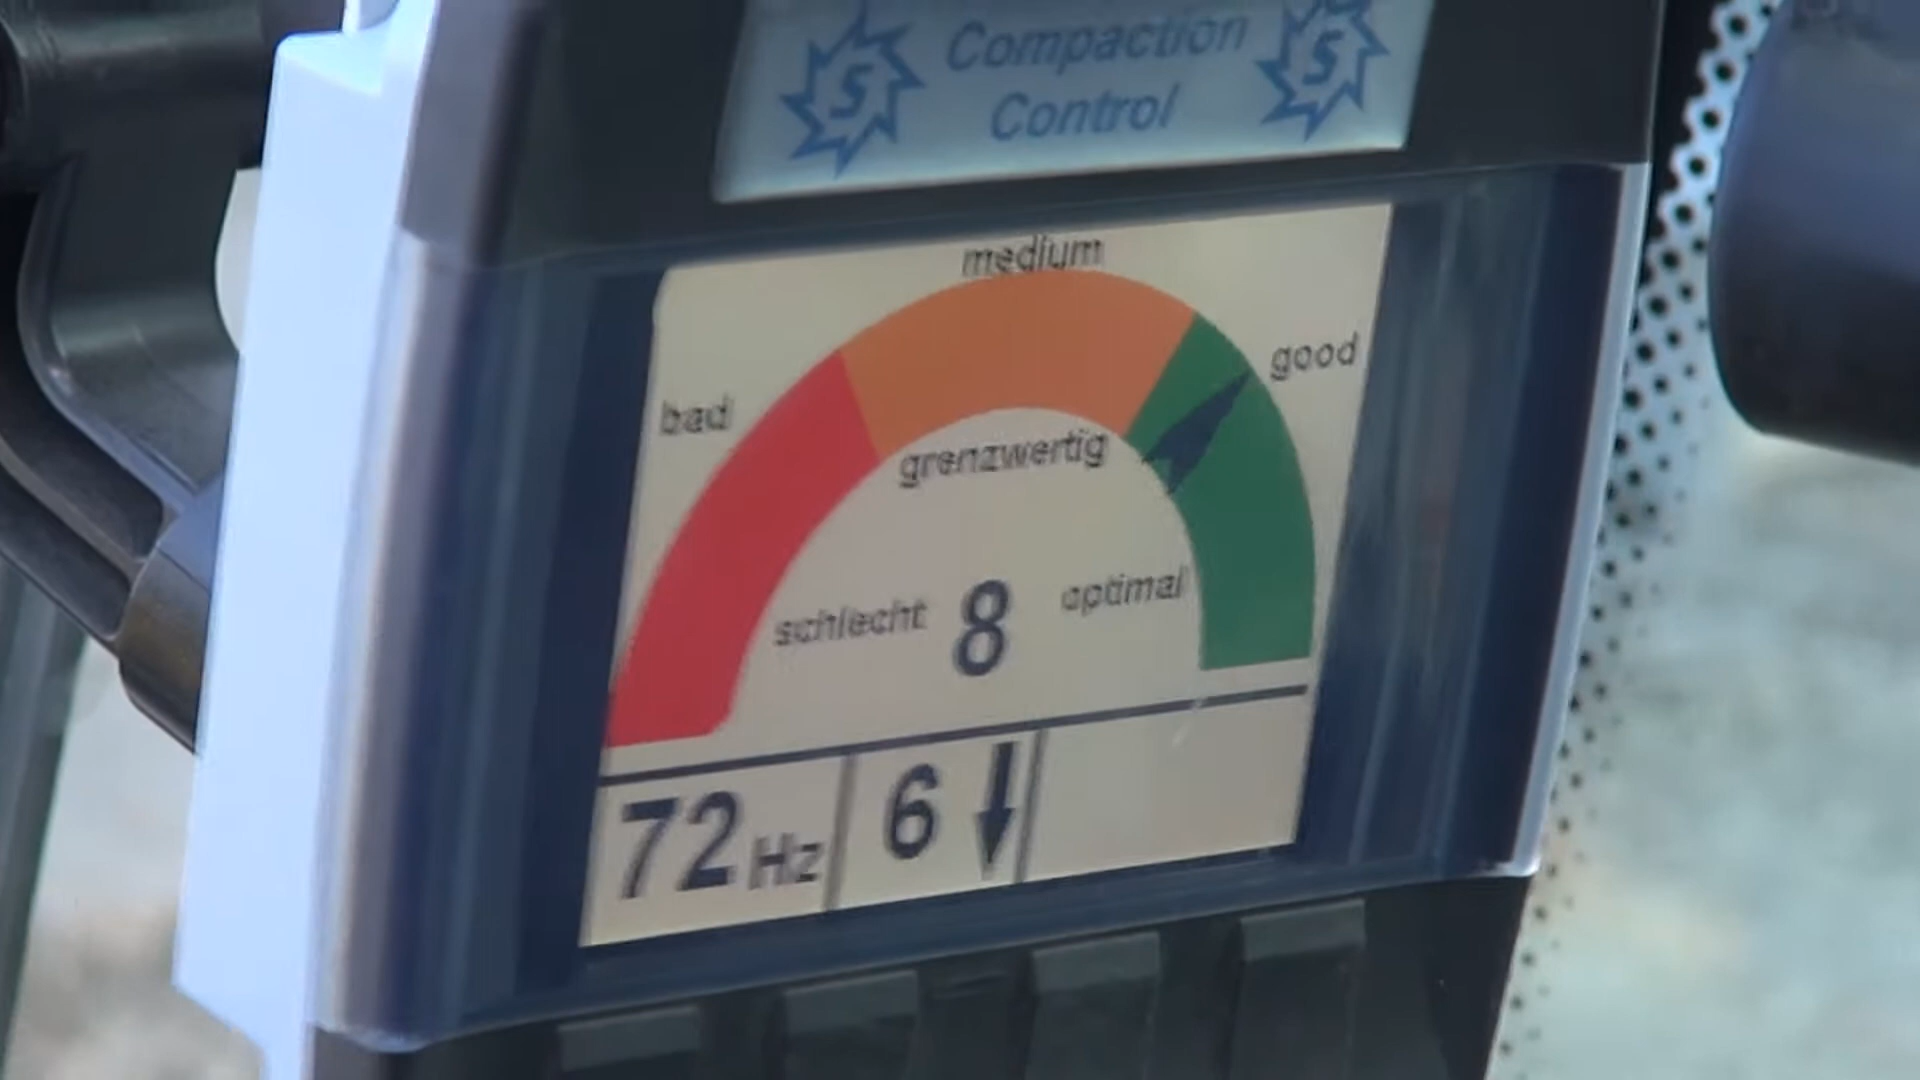 S Compaction S
Control
medium
good
bad
grenzwertig
schlecht 8 optimal
72 Hz 6